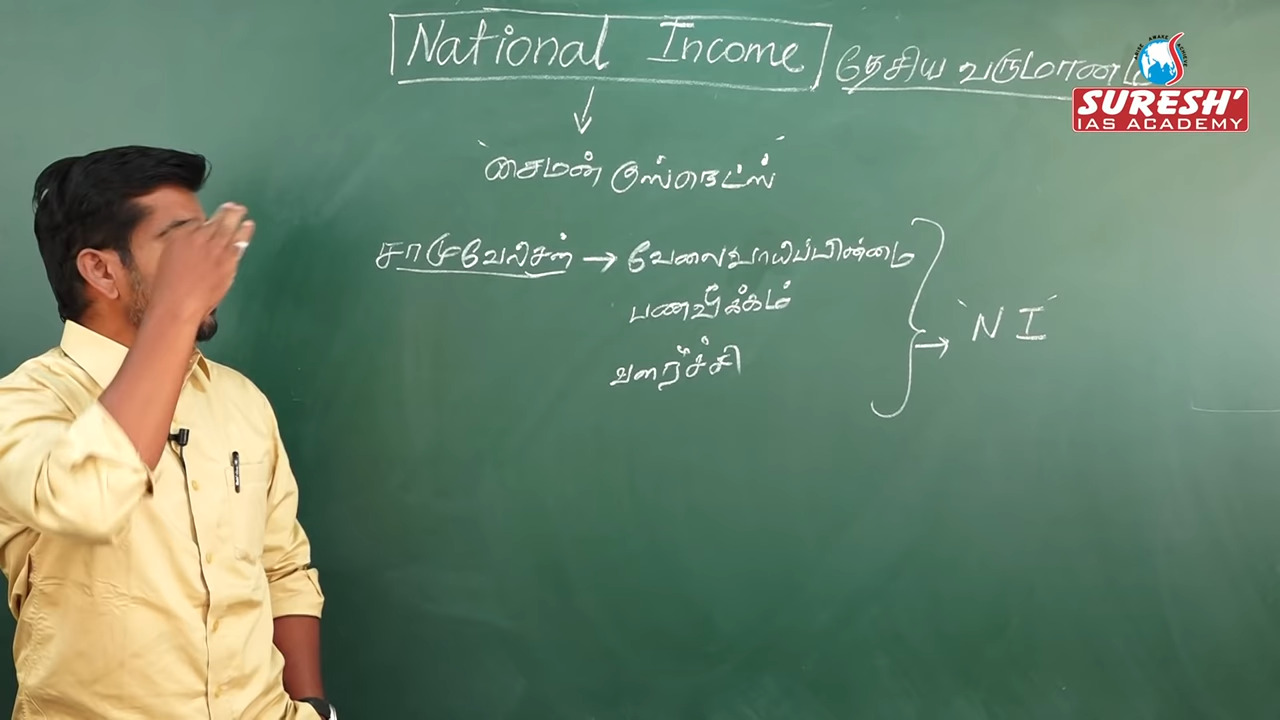 National Income தேசிய வருமானம்
SURESH'
IAS ACADEMY
'சைமன் குஸ்நெட்ஸ்'
சாமுவேல்சன் → வேலைவாய்ப்பின்மை
பணவீக்கம்
வளர்ச்சி
→ 'NI'